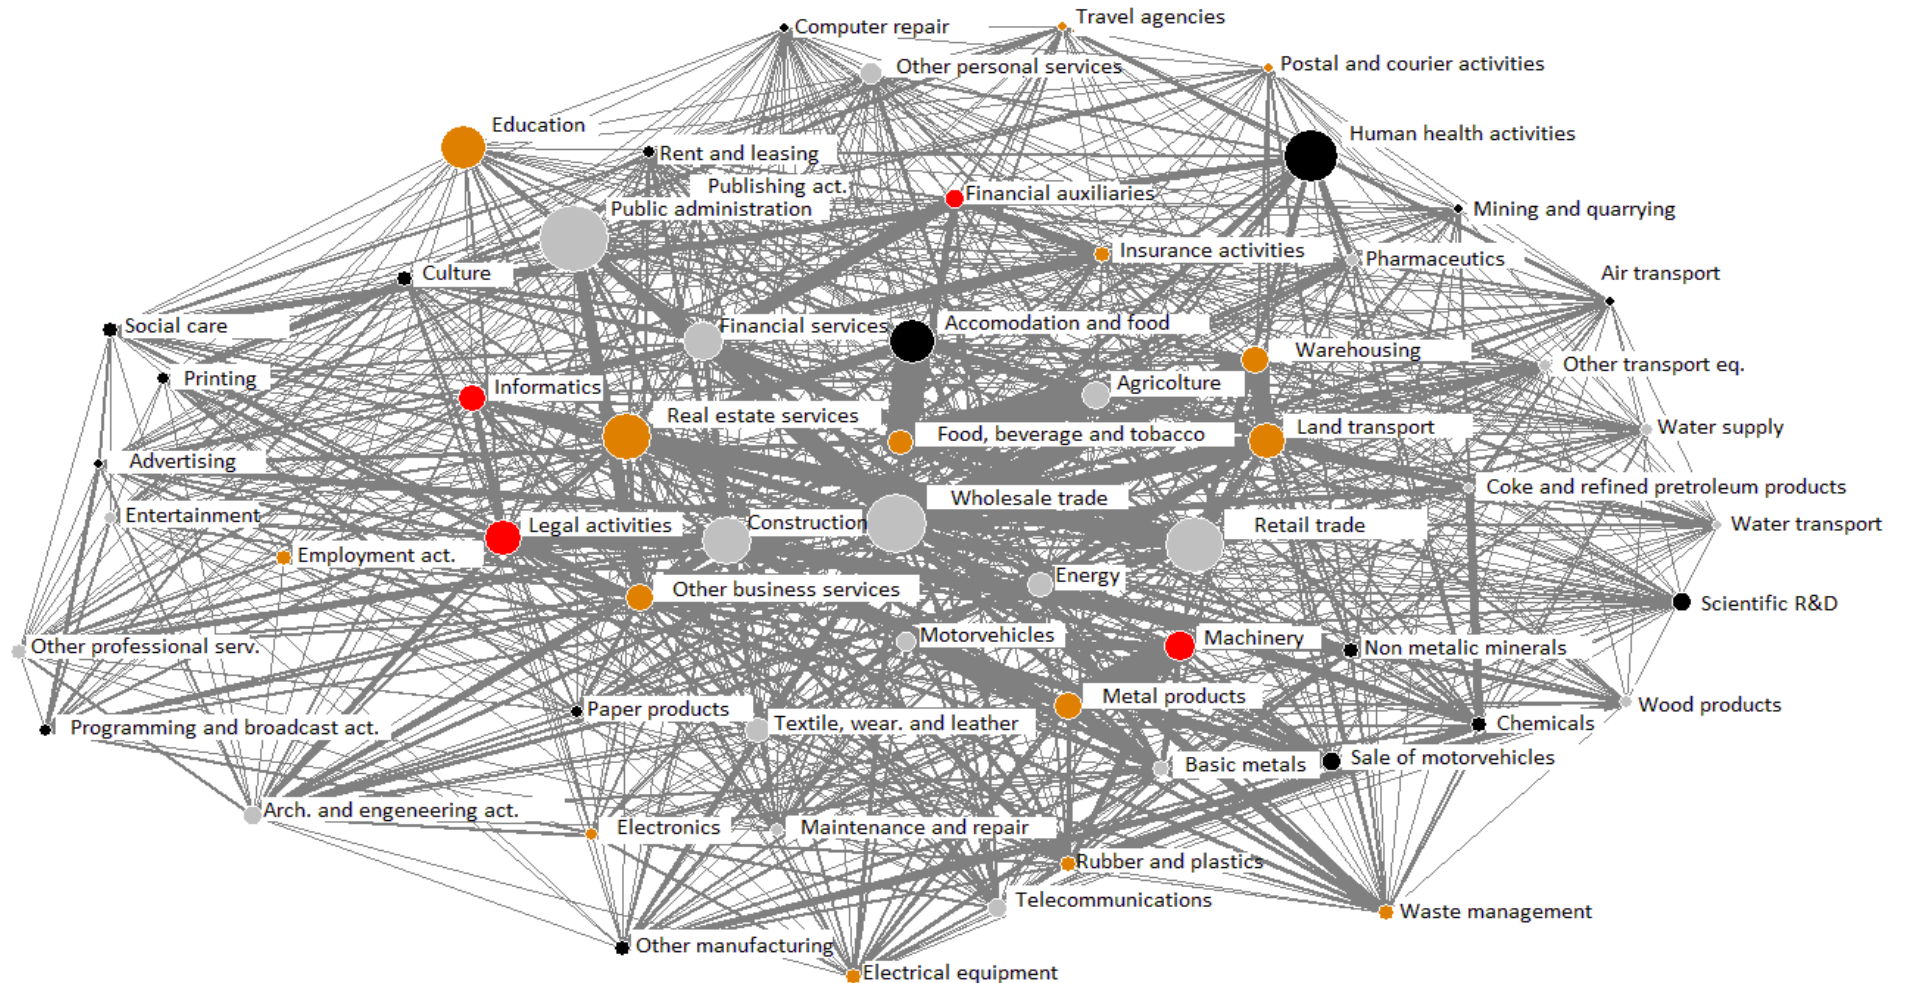 Travel agencies
Computer repair
Other personal services
Postal and courier activities
Education
Human health activities
Rent and leasing
Publishing act.
Financial auxiliaries
Public administration
Mining and quarrying
Insurance activities
Pharmaceutics
Culture
Air transport
Social care
Financial services
Accomodation and food
Warehousing
Other transport eq.
Printing
Informatics
Agriculture
Real estate services
Land transport
Water supply
Food, beverage and tobacco
Advertising
Coke and refined pretroleum products
Wholesale trade
Entertainment
Legal activities
Construction
Retail trade
Water transport
Employment act.
Energy
Other business services
Scientific R&D
Motorvehicles
Machinery
Other professional serv.
Non metalic minerals
Metal products
Wood products
Paper products
Textile, wear. and leather
Chemicals
Programming and broadcast act.
Basic metals
Sale of motorvehicles
Arch. and engeneering act.
Electronics
Maintenance and repair
Rubber and plastics
Telecommunications
Waste management
Other manufacturing
Electrical equipment